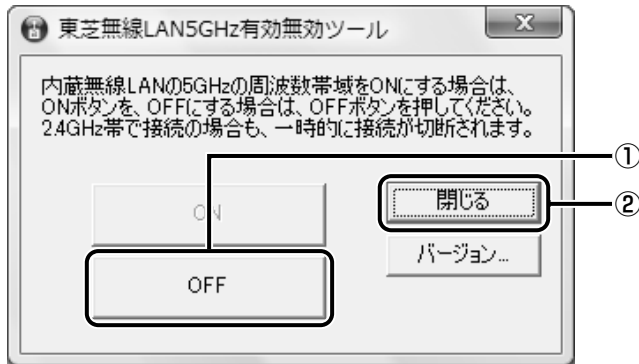 東芝無線LAN5GHz有効無効ツール
内蔵無線LANの5GHzの周波数帯域をONにする場合は、
ONボタンを、OFFにする場合は、OFFボタンを押してください。
2.4GHz帯で接続の場合も、一時的に接続が切断されます。
①
ON
閉じる
②
OFF
バージョン...